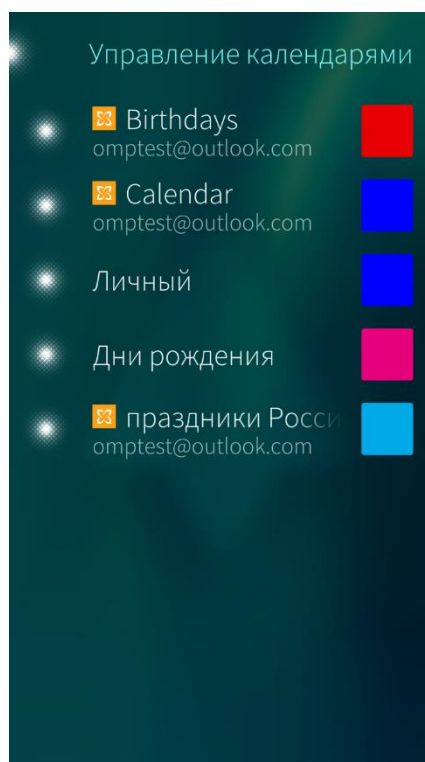 Управление календарями
Birthdays
omptest@outlook.com
Calendar
omptest@outlook.com
Личный
Дни рождения
праздники Росси
omptest@outlook.com